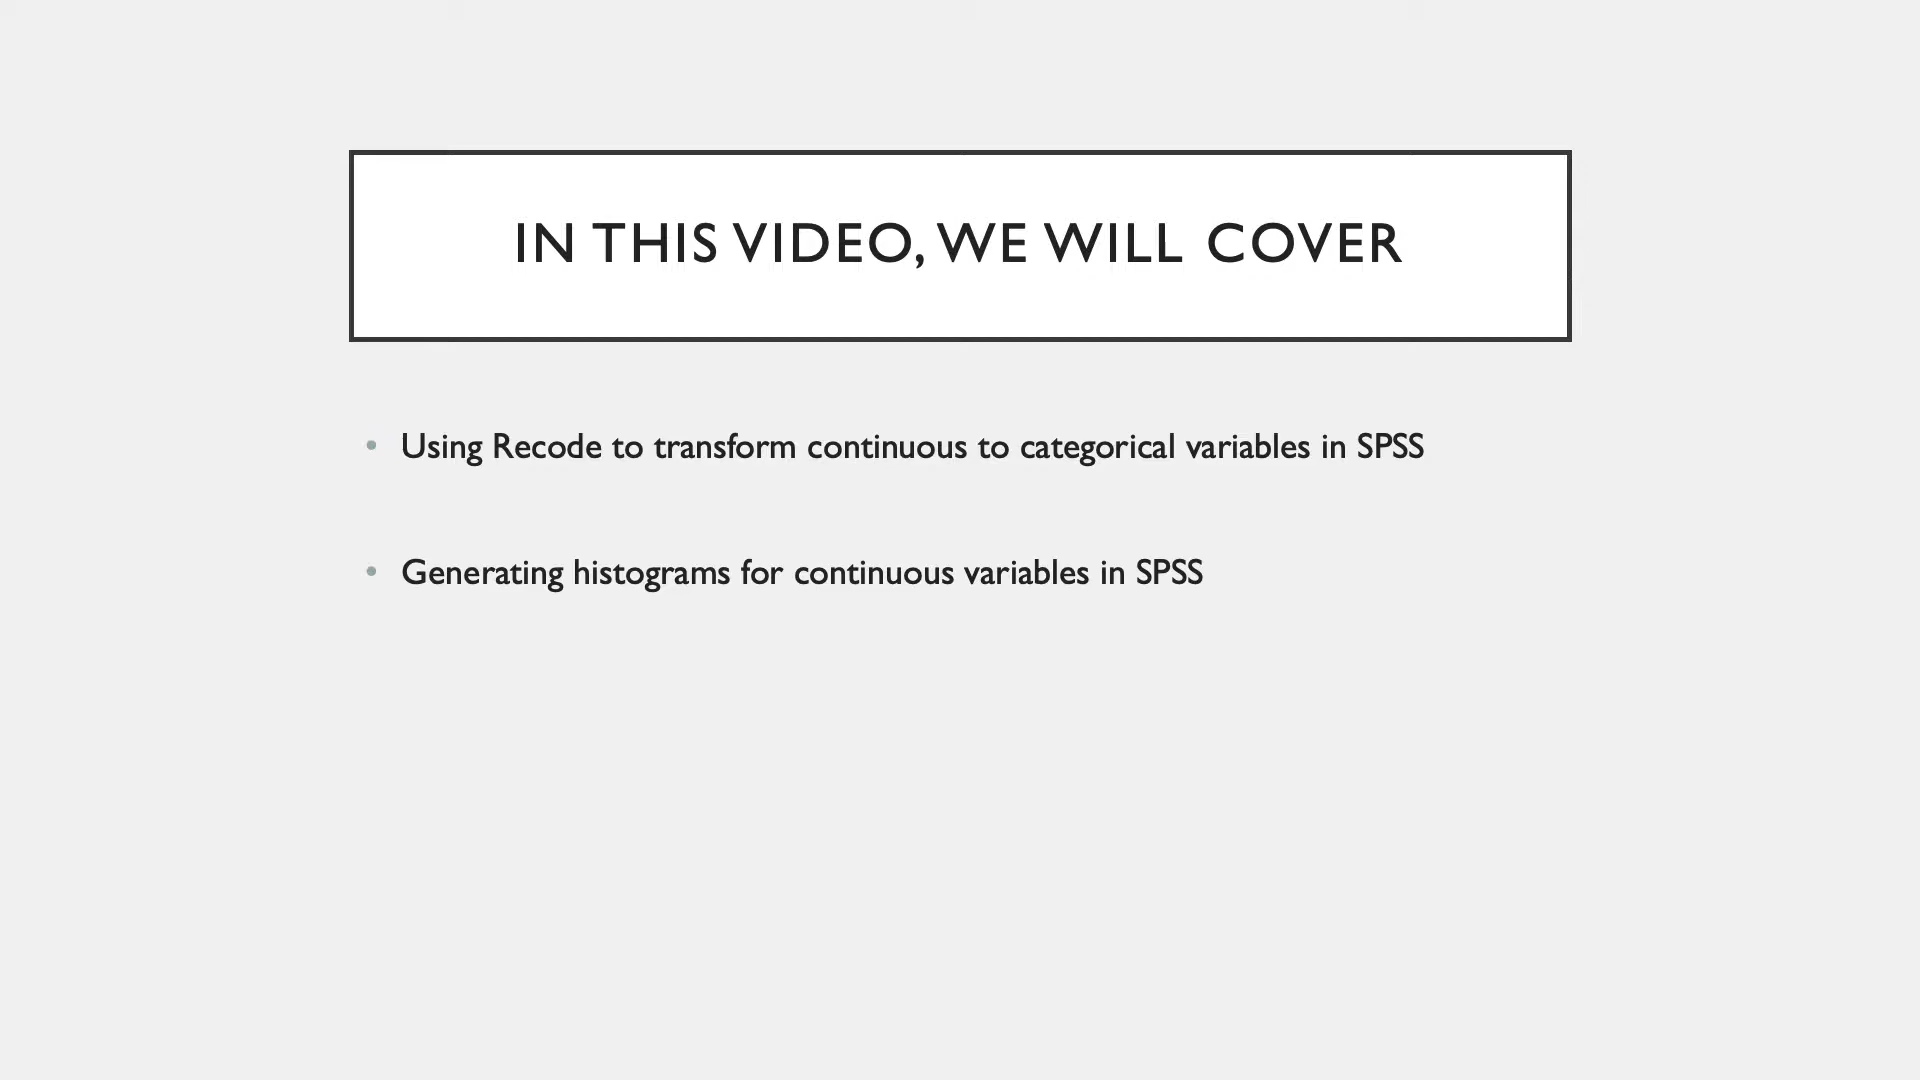 IN THIS VIDEO, WE WILL COVER
• Using Recode to transform continuous to categorical variables in SPSS
• Generating histograms for continuous variables in SPSS